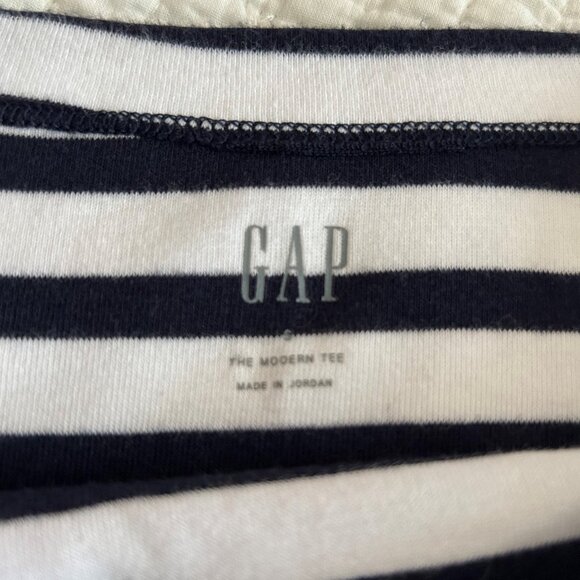 GAP
S
THE MODERN TEE
MADE IN JORDAN